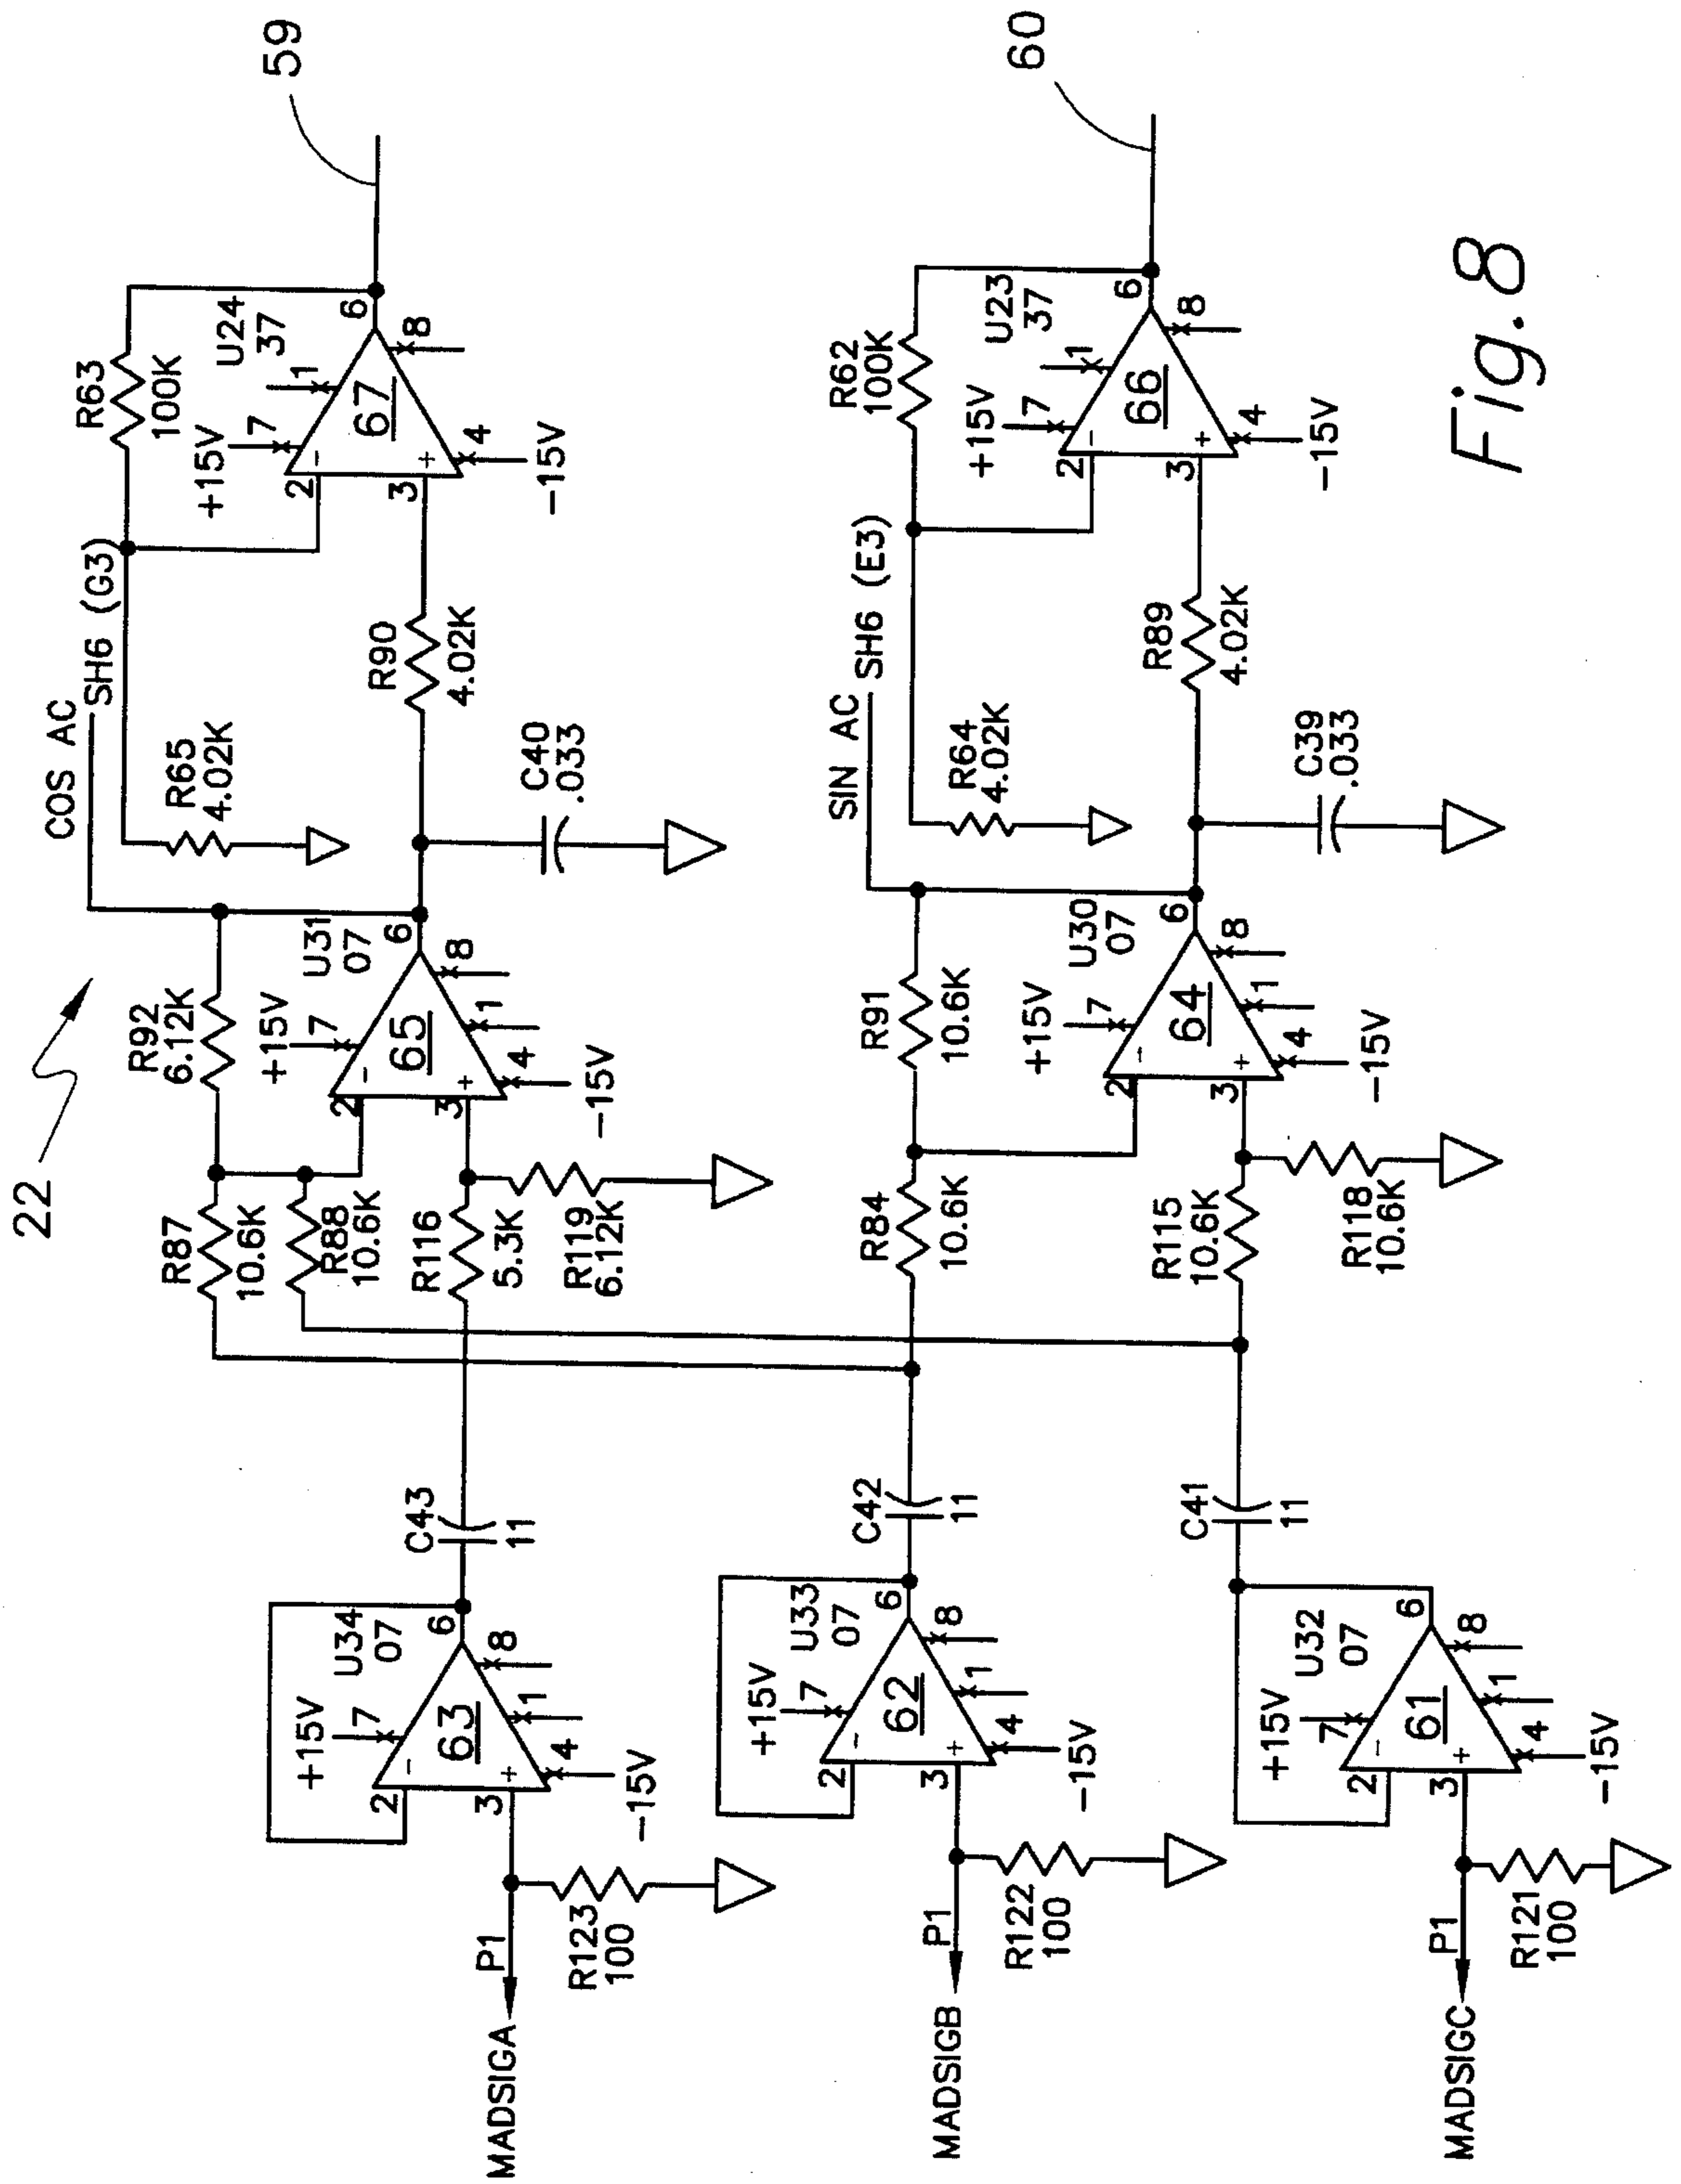 22
59
COS AC
SH6 (G3)
R63
100K
R65
4.02K
+15V
7
1
U24
37
2
67
6
-
+
8
3
4
-15V
R92
6.12K
+15V
7
U31
07
R87
10.6K
R88
10.6K
2
65
6
-
+
8
1
3
4
-15V
R90
4.02K
C40
.033
R116
5.3K
R119
6.12K
C43
11
+15V
7
U34
07
2
63
6
-
+
8
1
3
4
-15V
MADSIGA
P1
R123
100
60
SIN AC
SH6 (E3)
R62
100K
R64
4.02K
+15V
7
1
U23
37
2
66
6
-
+
8
3
4
-15V
R91
10.6K
+15V
7
U30
07
R84
10.6K
2
64
6
-
+
8
1
3
4
-15V
R89
4.02K
C39
.033
R115
10.6K
R118
10.6K
C42
11
+15V
7
U33
07
2
62
6
-
+
8
1
3
4
-15V
MADSIGB
P1
R122
100
C41
11
+15V
7
U32
07
2
61
6
-
+
8
1
3
4
-15V
MADSIGC
P1
R121
100
Fig. 8